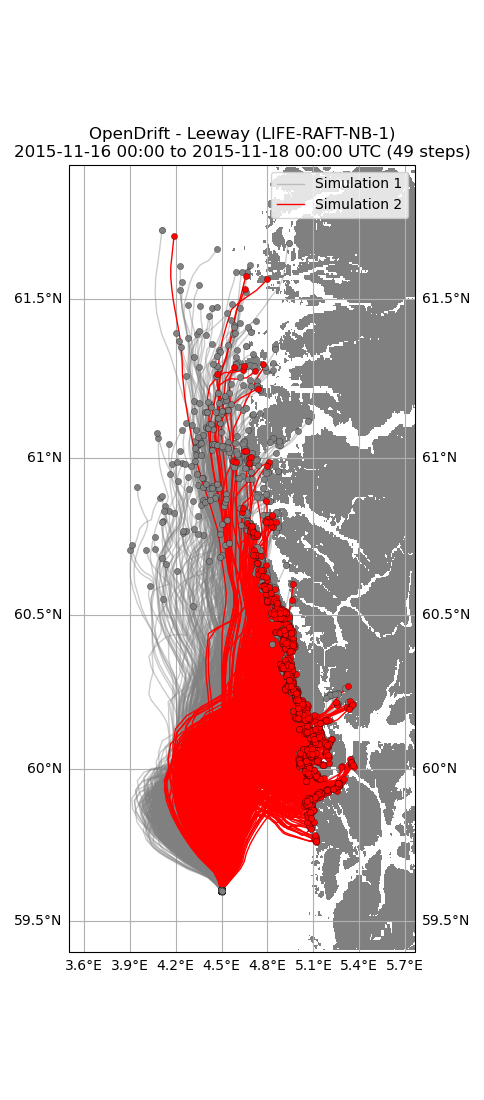 OpenDrift - Leeway (LIFE-RAFT-NB-1)
2015-11-16 00:00 to 2015-11-18 00:00 UTC (49 steps)
Simulation 1
Simulation 2
61.5°N 61.5°N
61°N 61°N
60.5°N 60.5°N
60°N 60°N
59.5°N 59.5°N
3.6°E 3.9°E 4.2°E 4.5°E 4.8°E 5.1°E 5.4°E 5.7°E